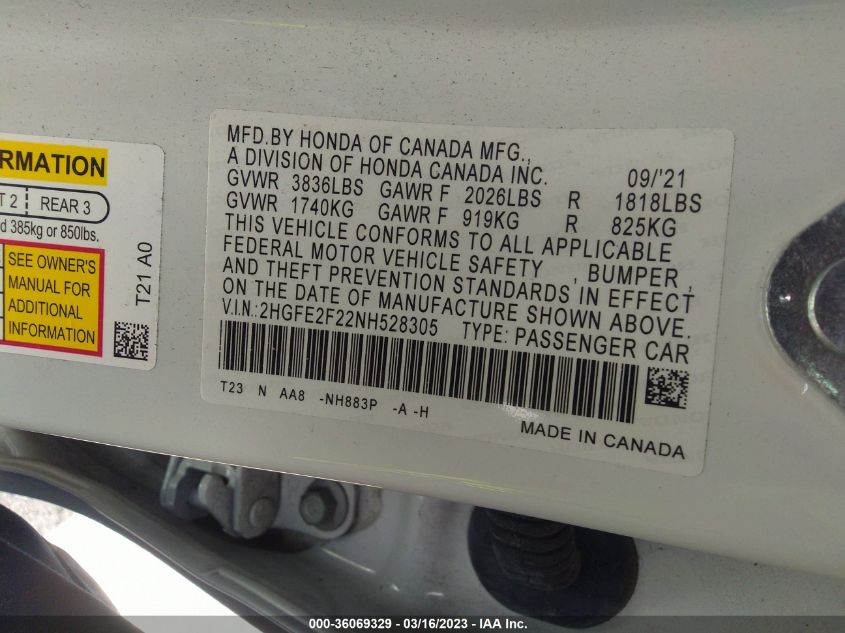 RMATION
T 2 REAR 3
d 385kg or 850lbs.
SEE OWNER'S
MANUAL FOR
ADDITIONAL
INFORMATION
T21 A0
MFD.BY HONDA OF CANADA MFG.,
A DIVISION OF HONDA CANADA INC. 09/'21
GVWR 3836LBS GAWR F 2026LBS R 1818LBS
GVWR 1740KG GAWR F 919KG R 825KG
THIS VEHICLE CONFORMS TO ALL APPLICABLE
FEDERAL MOTOR VEHICLE SAFETY , BUMPER ,
AND THEFT PREVENTION STANDARDS IN EFFECT
ON THE DATE OF MANUFACTURE SHOWN ABOVE.
V.I.N.:2HGFE2F22NH528305 TYPE: PASSENGER CAR
T23 N AA8 -NH883P -A -H
MADE IN CANADA
000-36069329 - 03/16/2023 - IAA Inc.